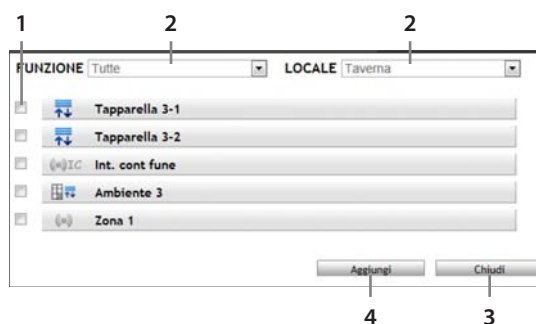 1 2 2
FUNZIONE Tutte LOCALE Taverna
Tapparella 3-1
Tapparella 3-2
((•))IC Int. cont fune
Ambiente 3
((•)) Zona 1
Aggiungi Chiudi
4 3